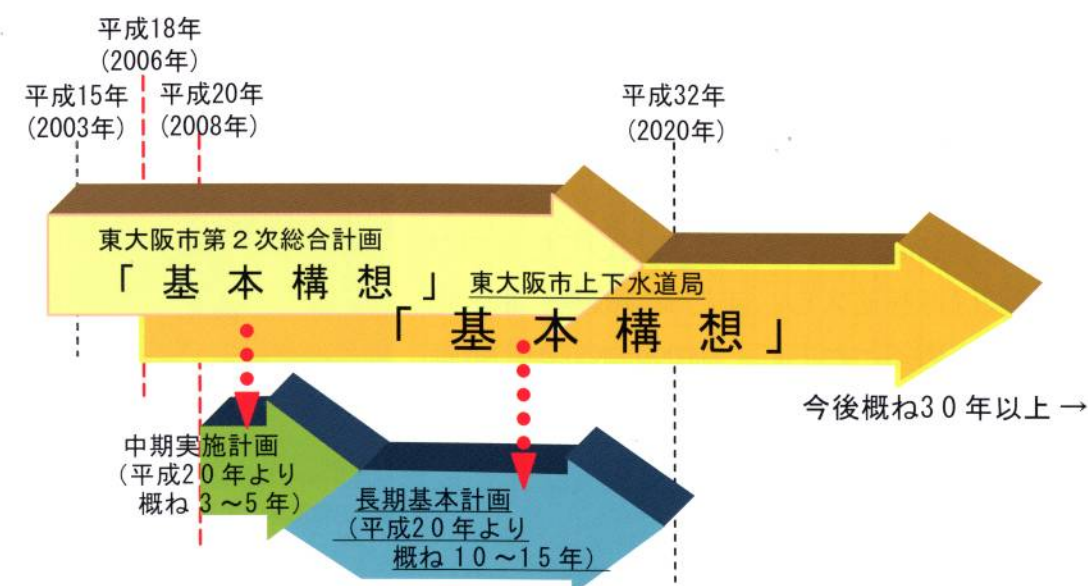 平成18年
(2006年)
平成15年
(2003年)
平成20年
(2008年)
平成32年
(2020年)
東大阪市第２次総合計画
「基本構想」
東大阪市上下水道局
「基本構想」
今後概ね３０年以上→
中期実施計画
(平成２０年より
概ね３～５年)
長期基本計画
(平成２０年より
概ね１０～１５年)